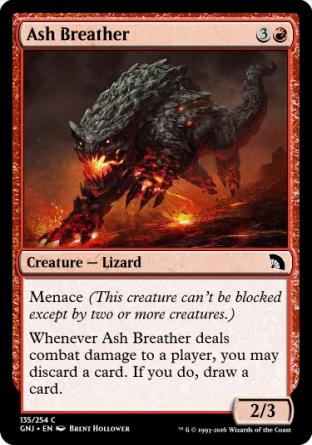 Ash Breather 3
Creature — Lizard
Menace (This creature can't be blocked
except by two or more creatures.)
Whenever Ash Breather deals
combat damage to a player, you may
discard a card. If you do, draw a
card.
2/3
135/254 C
GNJ • EN Brent Hollower
™ & © 1993-2016 Wizards of the Coast